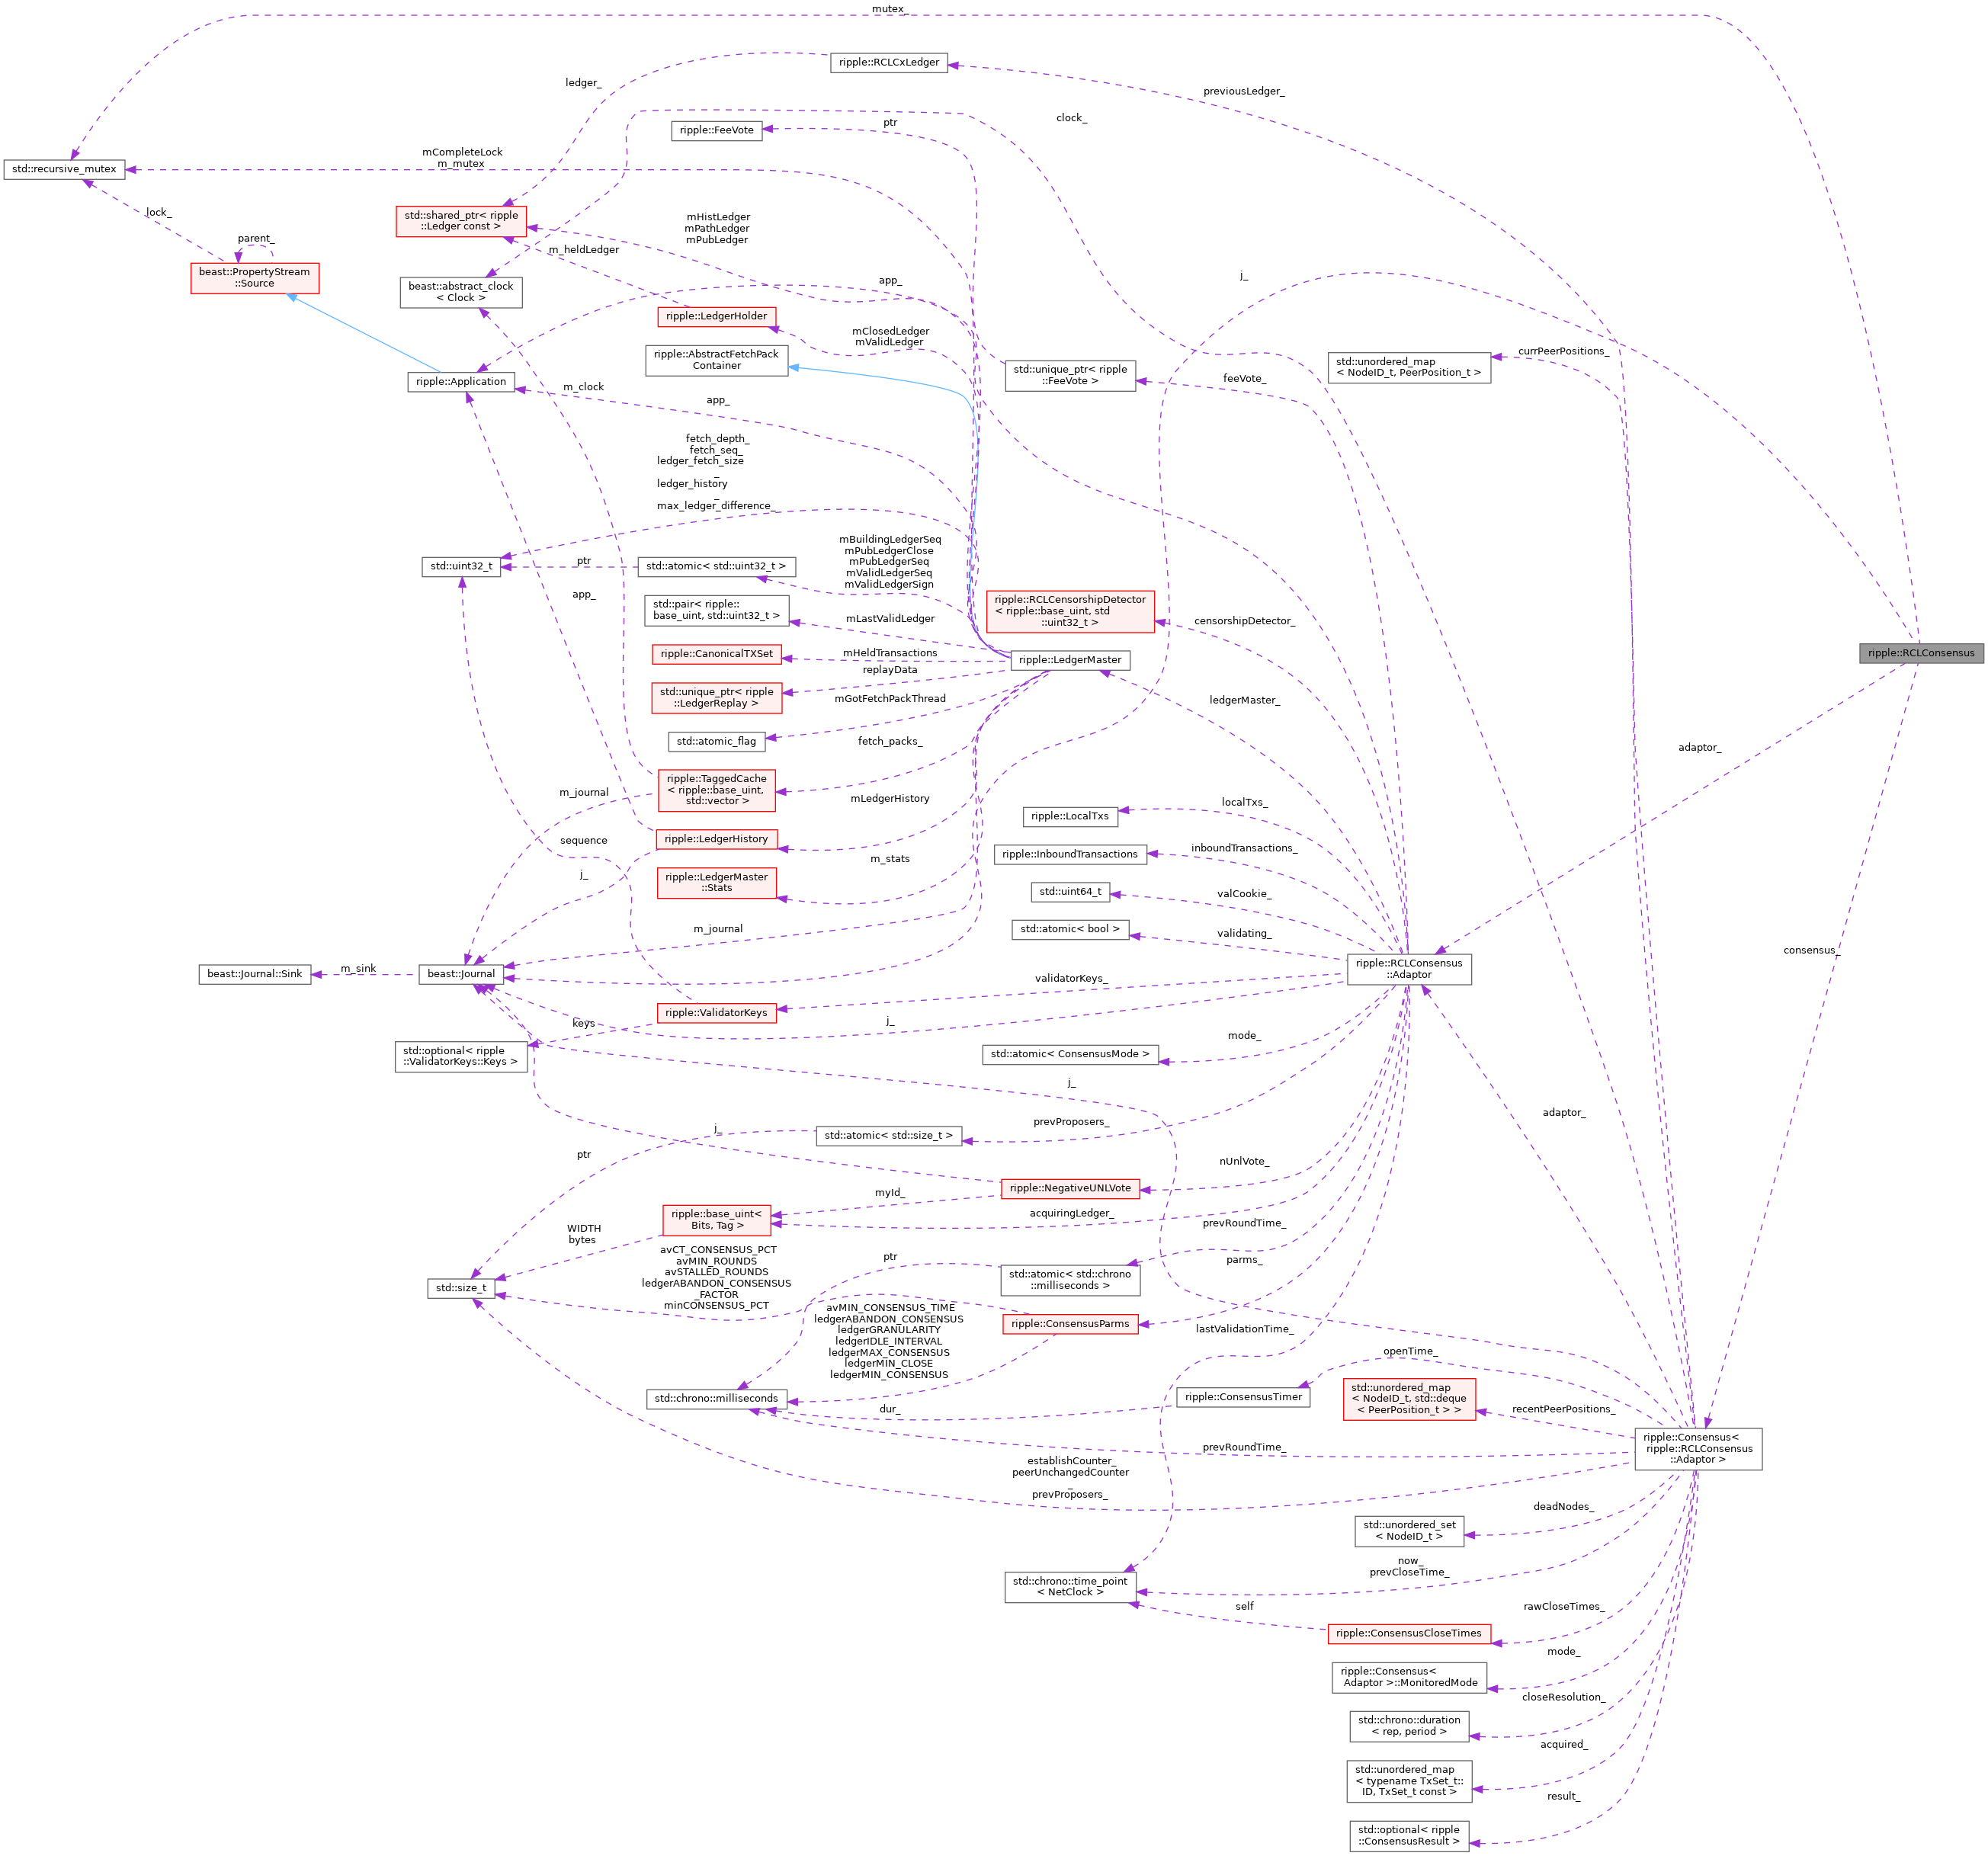 mutex_
ripple::RCLCxLedger
ledger_
previousLedger_
clock_
ripple::FeeVote
ptr
mCompleteLock
m_mutex
std::recursive_mutex
lock_
std::shared_ptr< ripple
::Ledger const >
mHistLedger
mPathLedger
mPubLedger
parent_
m_heldLedger
beast::PropertyStream
::Source
beast::abstract_clock
< Clock >
app_
j_
ripple::LedgerHolder
mClosedLedger
mValidLedger
ripple::AbstractFetchPack
Container
std::unique_ptr< ripple
::FeeVote >
std::unordered_map
< NodeID_t, PeerPosition_t >
currPeerPositions_
ripple::Application
m_clock
feeVote_
app_
fetch_depth_
fetch_seq_
ledger_fetch_size
_
ledger_history
_
max_ledger_difference_
std::uint32_t
ptr
std::atomic< std::uint32_t >
mBuildingLedgerSeq
mPubLedgerClose
mPubLedgerSeq
mValidLedgerSeq
mValidLedgerSign
app_
std::pair< ripple::
base_uint, std::uint32_t >
mLastValidLedger
ripple::RCLCensorshipDetector
< ripple::base_uint, std
::uint32_t >
censorshipDetector_
ripple::CanonicalTXSet
mHeldTransactions
ripple::LedgerMaster
ripple::RCLConsensus
replayData
std::unique_ptr< ripple
::LedgerReplay >
mGotFetchPackThread
ledgerMaster_
std::atomic_flag
fetch_packs_
adaptor_
ripple::TaggedCache
< ripple::base_uint,
std::vector >
m_journal
mLedgerHistory
localTxs_
ripple::LocalTxs
sequence
ripple::LedgerHistory
inboundTransactions_
ripple::InboundTransactions
j_
m_stats
ripple::LedgerMaster
::Stats
valCookie_
std::uint64_t
m_journal
std::atomic< bool >
validating_
consensus_
beast::Journal::Sink
m_sink
beast::Journal
ripple::RCLConsensus
::Adaptor
validatorKeys_
ripple::ValidatorKeys
keys
j_
mode_
std::optional< ripple
::ValidatorKeys::Keys >
std::atomic< ConsensusMode >
j_
adaptor_
prevProposers_
j_
std::atomic< std::size_t >
ptr
nUnlVote_
ripple::NegativeUNLVote
myId_
ripple::base_uint<
Bits, Tag >
acquiringLedger_
WIDTH
bytes
prevRoundTime_
avCT_CONSENSUS_PCT
avMIN_ROUNDS
avSTALLED_ROUNDS
ledgerABANDON_CONSENSUS
_FACTOR
minCONSENSUS_PCT
ptr
parms_
std::size_t
std::atomic< std::chrono
::milliseconds >
avMIN_CONSENSUS_TIME
ledgerABANDON_CONSENSUS
ledgerGRANULARITY
ledgerIDLE_INTERVAL
ledgerMAX_CONSENSUS
ledgerMIN_CLOSE
ledgerMIN_CONSENSUS
ripple::ConsensusParms
lastValidationTime_
openTime_
std::chrono::milliseconds
dur_
ripple::ConsensusTimer
std::unordered_map
< NodeID_t, std::deque
< PeerPosition_t > >
recentPeerPositions_
ripple::Consensus<
ripple::RCLConsensus
::Adaptor >
prevRoundTime_
establishCounter_
peerUnchangedCounter
_
prevProposers_
deadNodes_
std::unordered_set
< NodeID_t >
now_
prevCloseTime_
std::chrono::time_point
< NetClock >
self
rawCloseTimes_
ripple::ConsensusCloseTimes
mode_
ripple::Consensus<
Adaptor >::MonitoredMode
closeResolution_
std::chrono::duration
< rep, period >
acquired_
std::unordered_map
< typename TxSet_t::
ID, TxSet_t const >
result_
std::optional< ripple
::ConsensusResult >